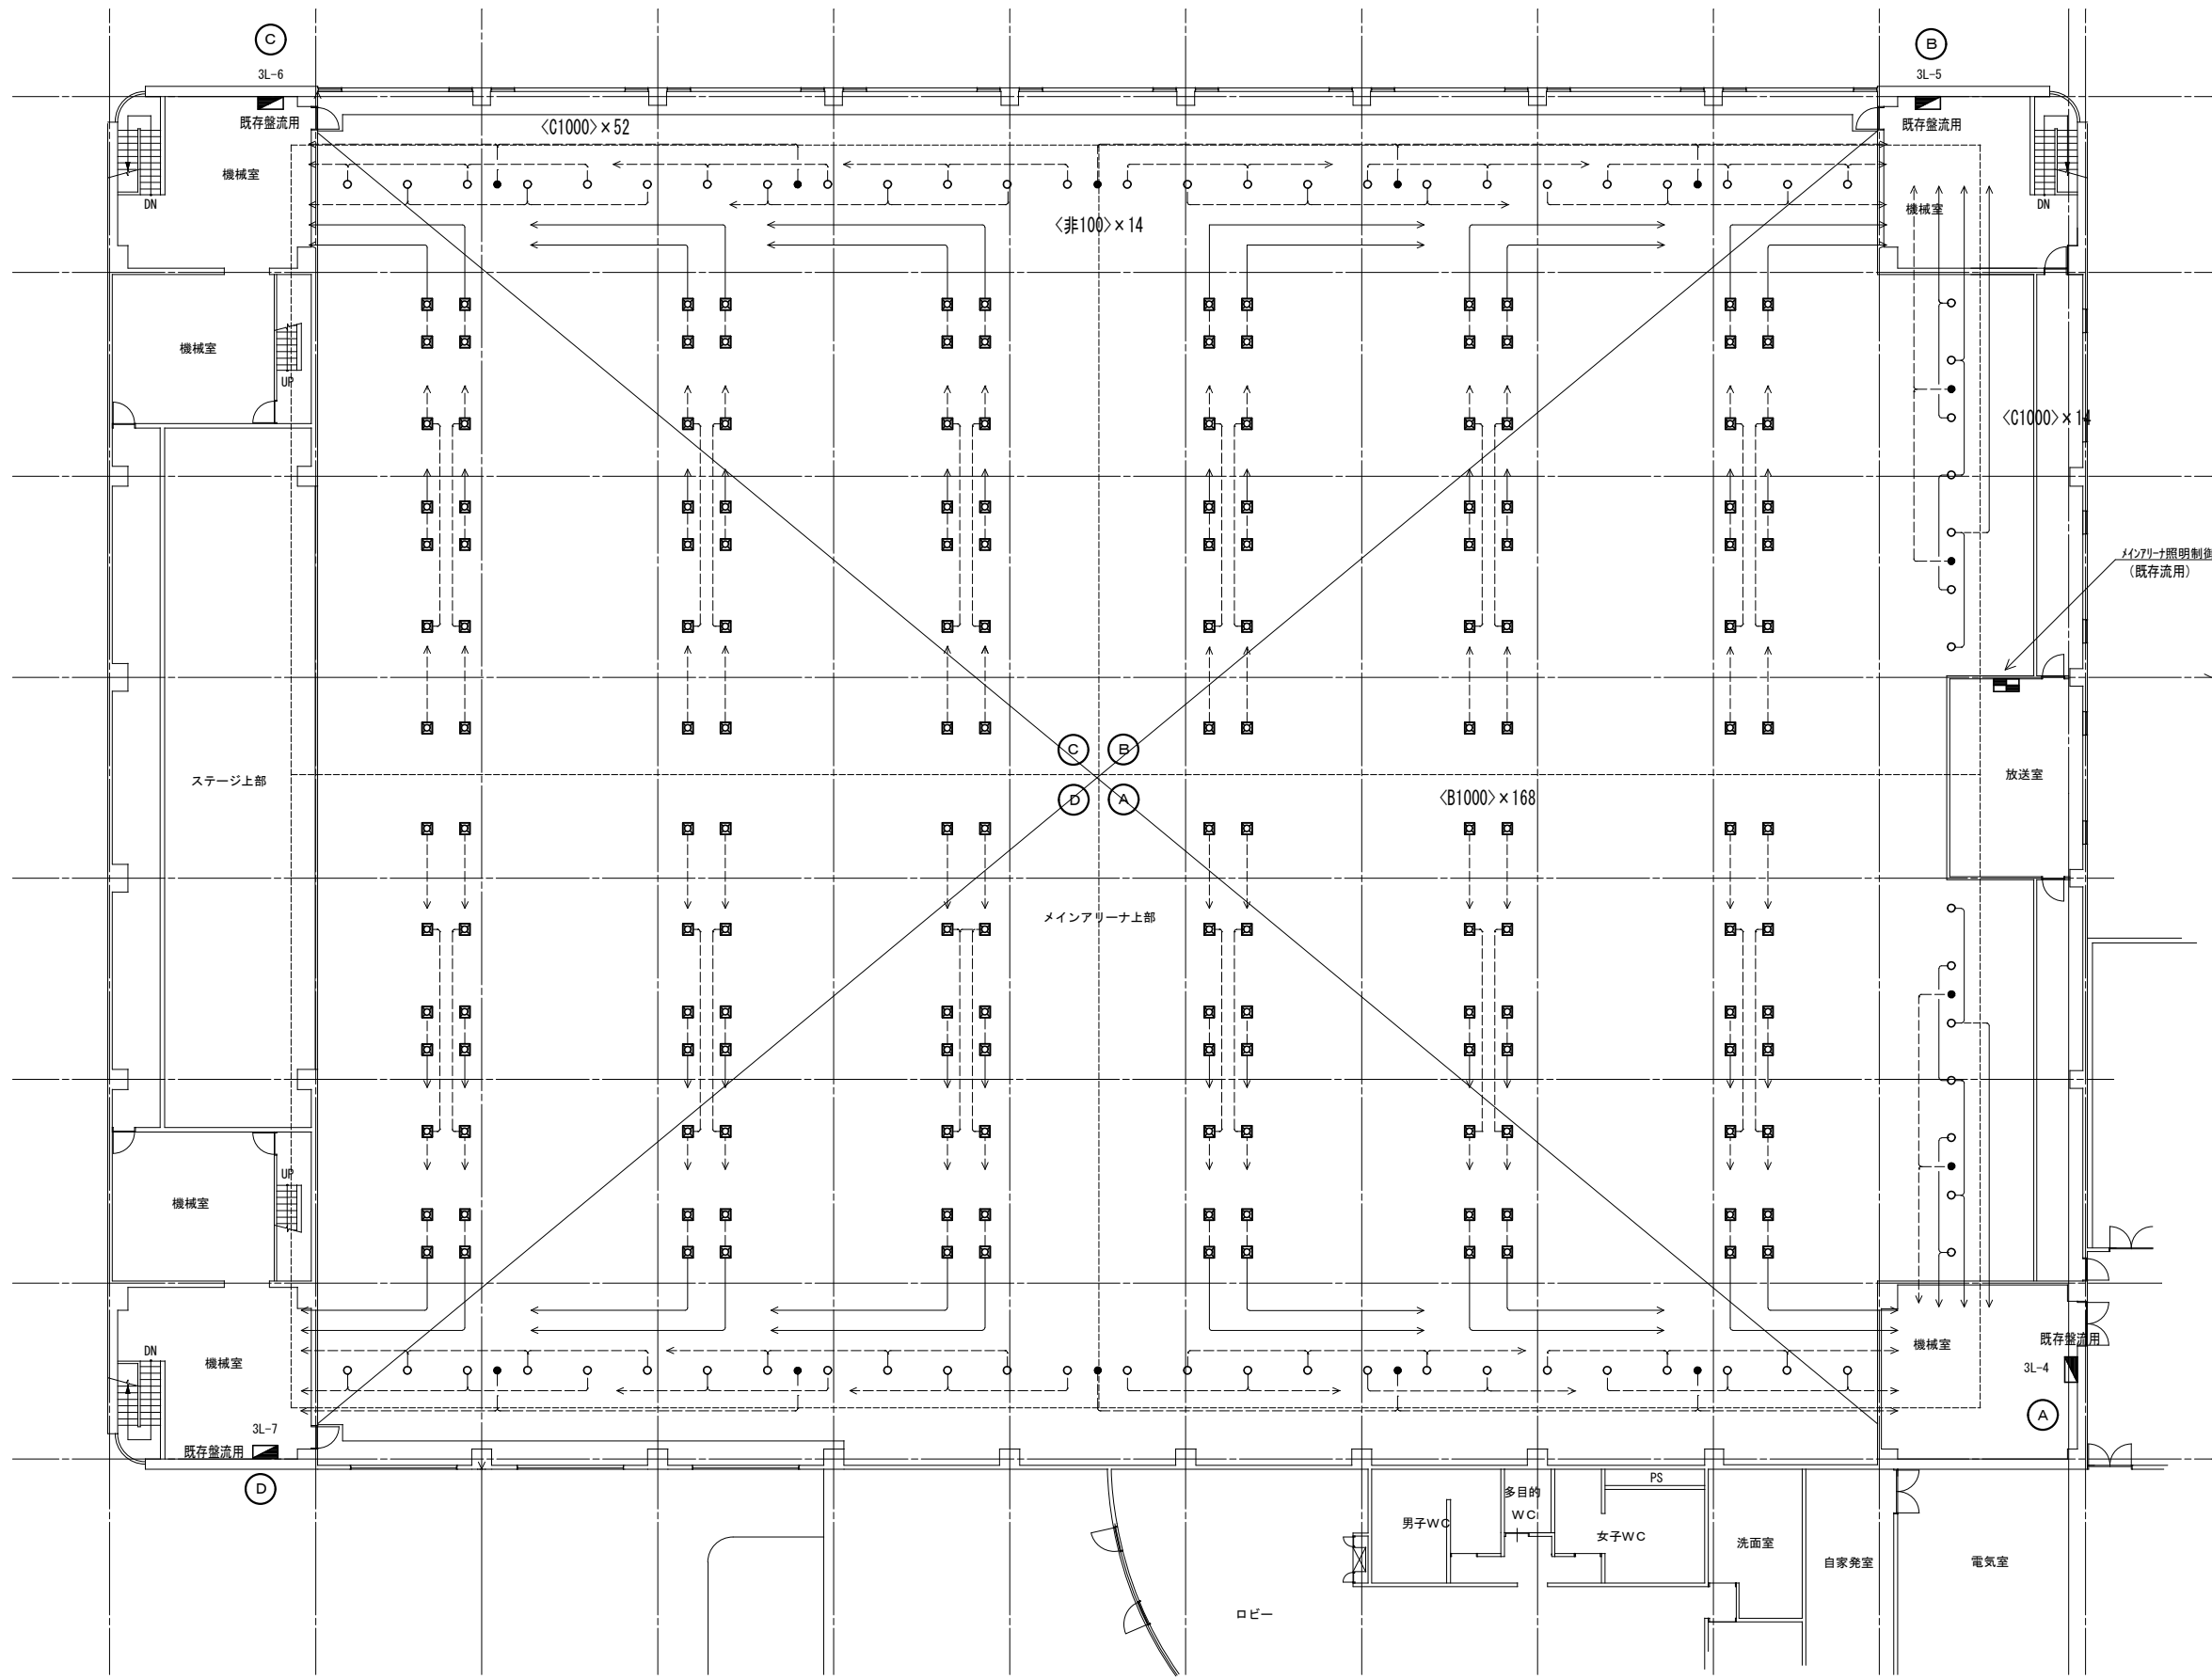 C
B
3L-6
3L-5
既存盤流用
〈C1000〉×52
既存盤流用
機械室
DN
〈非100〉×14
機械室
DN
機械室
UP
〈C1000〉×14
メインアリーナ照明制御
（既存流用）
C
B
ステージ上部
放送室
D
A
〈B1000〉×168
メインアリーナ上部
UP
機械室
DN
機械室
機械室
既存盤流用
3L-4
A
3L-7
既存盤流用
D
PS
多目的
WC
男子WC
女子WC
洗面室
自家発室
電気室
ロビー